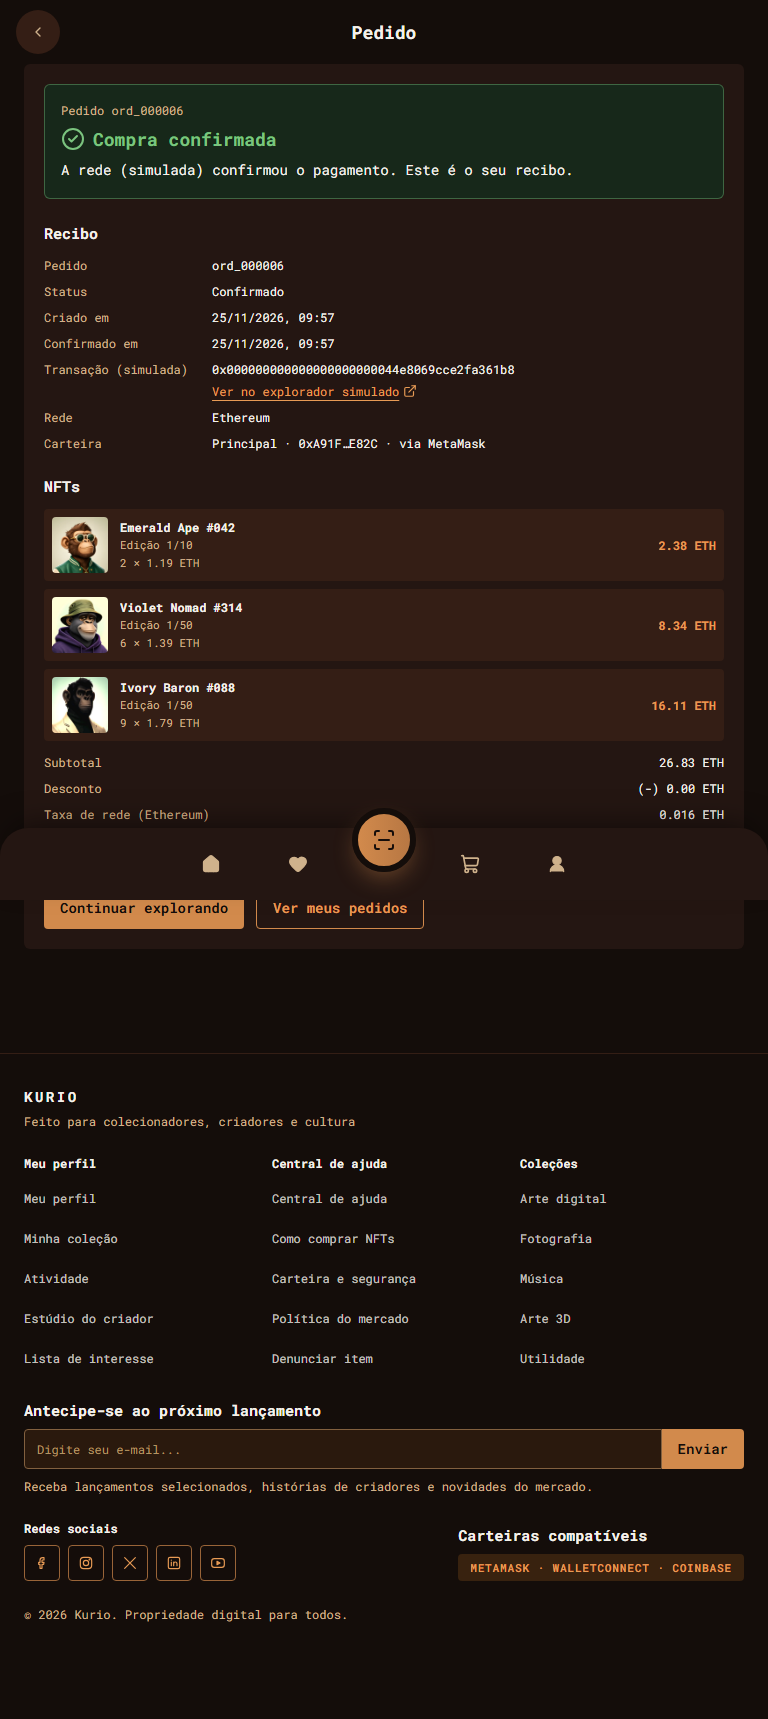 Pedido
Pedido ord_000006
Compra confirmada
A rede (simulada) confirmou o pagamento. Este é o seu recibo.
Recibo
Pedido ord_000006
Status Confirmado
Criado em 25/11/2026, 09:57
Confirmado em 25/11/2026, 09:57
Transação (simulada) 0x000000000000000000000044e8069cce2fa361b8
Ver no explorador simulado
Rede Ethereum
Carteira Principal · 0xA91F…E82C · via MetaMask
NFTs
Emerald Ape #042
Edição 1/10
2 × 1.19 ETH
2.38 ETH
Violet Nomad #314
Edição 1/50
6 × 1.39 ETH
8.34 ETH
Ivory Baron #088
Edição 1/50
9 × 1.79 ETH
16.11 ETH
Subtotal 26.83 ETH
Desconto (-) 0.00 ETH
Taxa de rede (Ethereum) 0.016 ETH
Continuar explorando Ver meus pedidos
KURIO
Feito para colecionadores, criadores e cultura
Meu perfil Central de ajuda Coleções
Meu perfil Central de ajuda Arte digital
Minha coleção Como comprar NFTs Fotografia
Atividade Carteira e segurança Música
Estúdio do criador Política do mercado Arte 3D
Lista de interesse Denunciar item Utilidade
Antecipe-se ao próximo lançamento
Digite seu e-mail... Enviar
Receba lançamentos selecionados, histórias de criadores e novidades do mercado.
Redes sociais
Carteiras compatíveis
METAMASK · WALLETCONNECT · COINBASE
© 2026 Kurio. Propriedade digital para todos.